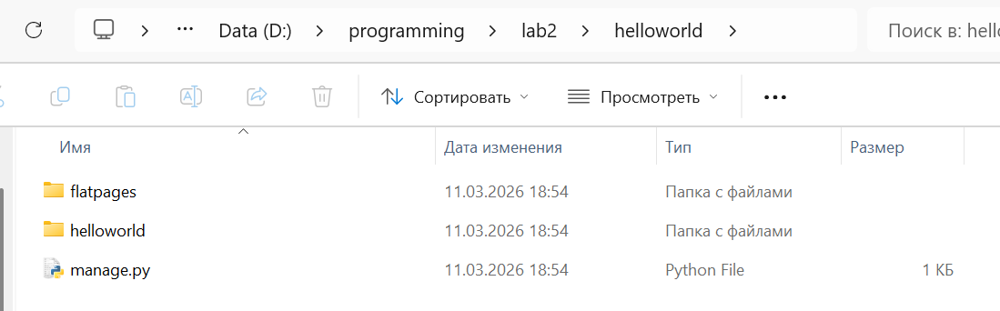 Data (D:) programming lab2 helloworld Поиск в: hello
Сортировать Просмотреть
Имя Дата изменения Тип Размер
flatpages 11.03.2026 18:54 Папка с файлами
helloworld 11.03.2026 18:54 Папка с файлами
manage.py 11.03.2026 18:54 Python File 1 КБ